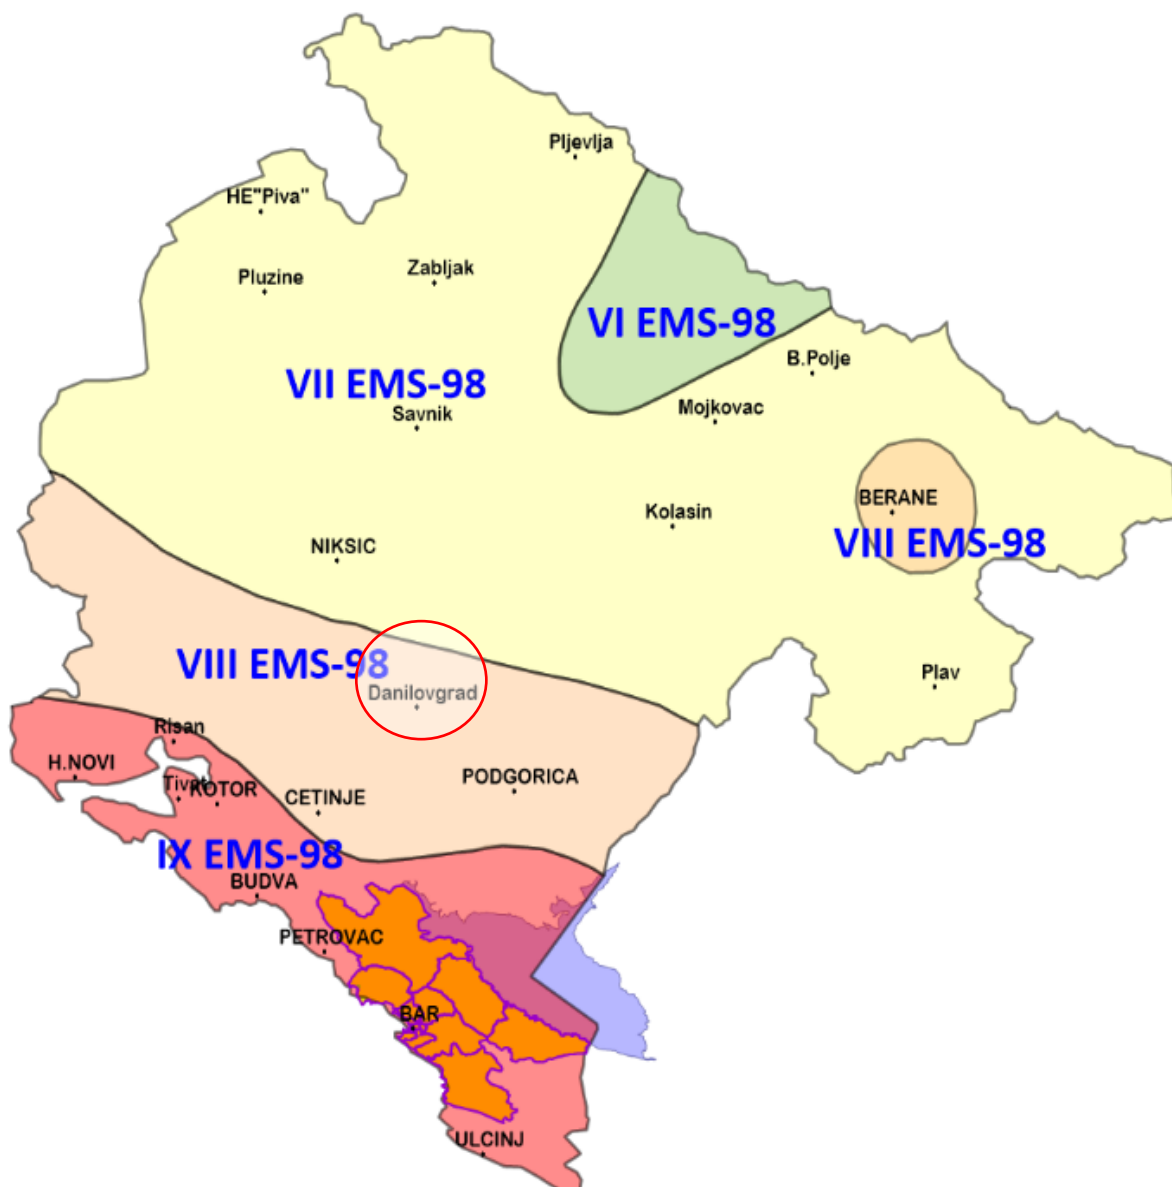 Pljevlja
HE"Piva"
Zabljak
Pluzine
VI EMS-98
B.Polje
VII EMS-98
Savnik
Mojkovac
BERANE
Kolasin
VIII EMS-98
NIKSIC
VIII EMS-98
Plav
Danilovgrad
Risan
H.NOVI
PODGORICA
Tivat
KOTOR
CETINJE
IX EMS-98
BUDVA
PETROVAC
BAR
ULCINJ